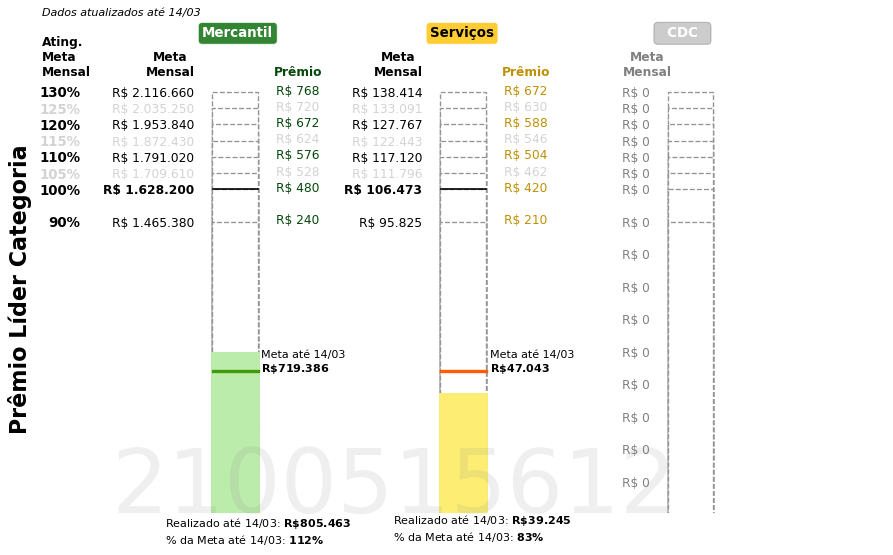 Dados atualizados até 14/03
Mercantil
Serviços
CDC
Ating.
Meta
Mensal
Meta
Mensal
Prêmio
Meta
Mensal
Prêmio
Meta
Mensal
130% R$ 2.116.660 R$ 768 R$ 138.414 R$ 672 R$ 0
125% R$ 2.035.250 R$ 720 R$ 133.091 R$ 630 R$ 0
120% R$ 1.953.840 R$ 672 R$ 127.767 R$ 588 R$ 0
115% R$ 1.872.430 R$ 624 R$ 122.443 R$ 546 R$ 0
110% R$ 1.791.020 R$ 576 R$ 117.120 R$ 504 R$ 0
105% R$ 1.709.610 R$ 528 R$ 111.796 R$ 462 R$ 0
100% R$ 1.628.200 R$ 480 R$ 106.473 R$ 420 R$ 0
90% R$ 1.465.380 R$ 240 R$ 95.825 R$ 210 R$ 0
R$ 0
R$ 0
R$ 0
R$ 0
R$ 0
R$ 0
R$ 0
R$ 0
Prêmio Líder Categoria
Meta até 14/03
R$719.386
Meta até 14/03
R$47.043
2100515612
Realizado até 14/03: R$805.463
% da Meta até 14/03: 112%
Realizado até 14/03: R$39.245
% da Meta até 14/03: 83%